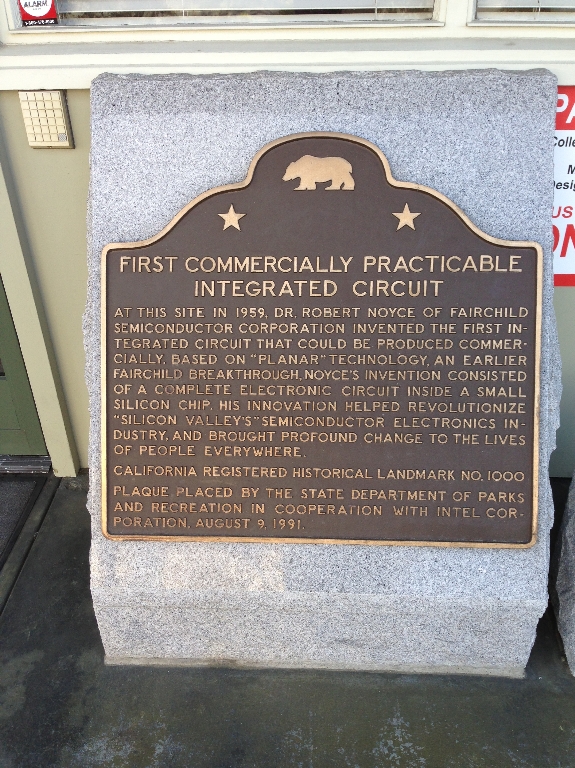 ALARM
FIRST COMMERCIALLY PRACTICABLE
INTEGRATED CIRCUIT
AT THIS SITE IN 1959, DR. ROBERT NOYCE OF FAIRCHILD
SEMICONDUCTOR CORPORATION INVENTED THE FIRST IN-
TEGRATED CIRCUIT THAT COULD BE PRODUCED COMMER-
CIALLY. BASED ON "PLANAR" TECHNOLOGY, AN EARLIER
FAIRCHILD BREAKTHROUGH, NOYCE'S INVENTION CONSISTED
OF A COMPLETE ELECTRONIC CIRCUIT INSIDE A SMALL
SILICON CHIP. HIS INNOVATION HELPED REVOLUTIONIZE
"SILICON VALLEY'S" SEMICONDUCTOR ELECTRONICS IN-
DUSTRY, AND BROUGHT PROFOUND CHANGE TO THE LIVES
OF PEOPLE EVERYWHERE.
CALIFORNIA REGISTERED HISTORICAL LANDMARK NO. 1000
PLAQUE PLACED BY THE STATE DEPARTMENT OF PARKS
AND RECREATION IN COOPERATION WITH INTEL COR-
PORATION, AUGUST 9, 1991.